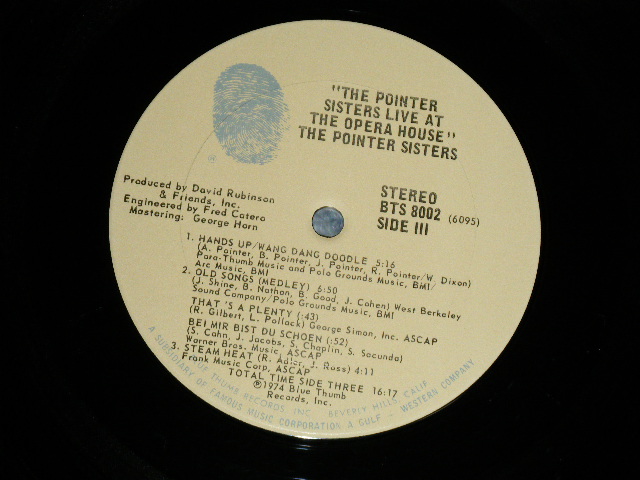 "THE POINTER
SISTERS LIVE AT
THE OPERA HOUSE"
THE POINTER SISTERS
®
Produced by David Rubinson
& Friends, Inc.
Engineered by Fred Catero
Mastering: George Horn
STEREO
BTS 8002 (6095)
SIDE III
1. HANDS UP/WANG DANG DOODLE 5:16
(A. Pointer, B. Pointer, J. Pointer, R. Pointer/W. Dixon)
Para-Thumb Music and Polo Grounds Music, BMI/
Arc Music, BMI
2. OLD SONGS (MEDLEY) 6:50
(J. Shine, B. Nathan, B. Good, J. Cohen) West Berkeley
Sound Company/Polo Grounds Music, BMI
THAT 'S A PLENTY (:43)
(R. Gilbert, L. Pollack) George Simon, Inc. ASCAP
BEI MIR BIST DU SCHOEN (:52)
(S. Cahn, J. Jacobs, S. Chaplin, S. Secunda)
Warner Bros. Music, ASCAP
3. STEAM HEAT (R. Adler, J. Ross) 4:11
Frank Music Corp, ASCAP
TOTAL TIME SIDE THREE 16:17
℗1974 Blue Thumb
Records, Inc.
THUMB RECORDS, INC. BEVERLY HILLS, CALIF.
A SUBSIDIARY OF FAMOUS MUSIC CORPORATION A GULF + WESTERN COMPANY